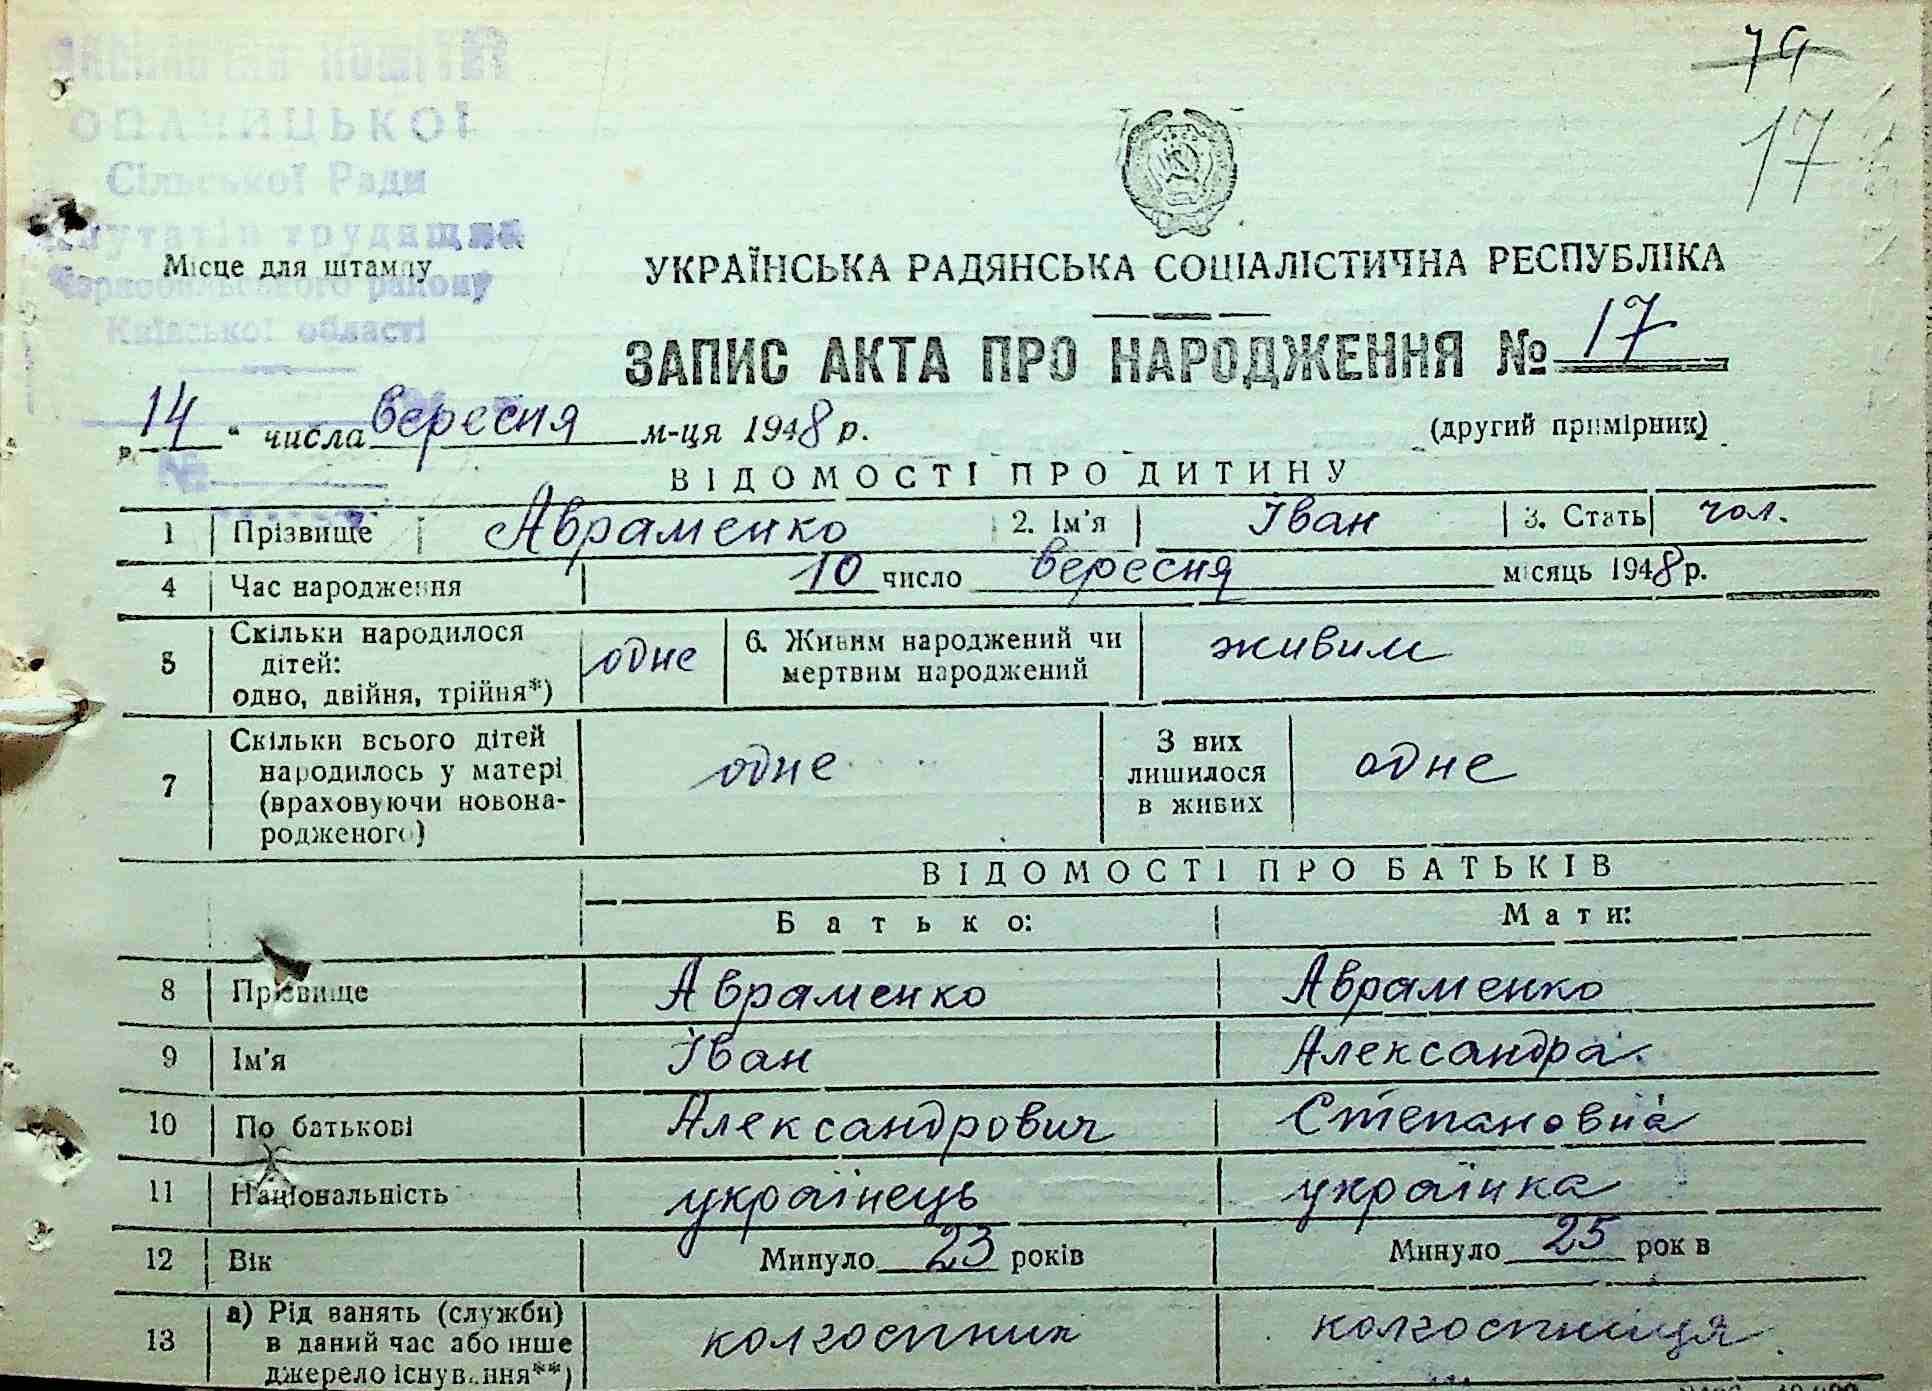 79
17
ОПАЧИЦЬКОЇ
Сільської Ради
депутатів трудящих
Місце для штампу
Чорнобильського району
Київської області
УКРАЇНСЬКА РАДЯНСЬКА СОЦІАЛІСТИЧНА РЕСПУБЛІКА
ЗАПИС АКТА ПРО НАРОДЖЕННЯ № 17
„14“ числа вересня м-ця 1948 р.
(другий примірник)
ВІДОМОСТІ ПРО ДИТИНУ
1 Прізвище Авраменко 2. Ім'я Іван 3. Стать чол.
4 Час народження 10 число вересня місяць 1948 р.
5 Скільки народилося дітей: одно, двійня, трійня*) одне 6. Живим народжений чи мертвим народжений живим
7 Скільки всього дітей народилось у матері (враховуючи новонародженого) одне З них лишилося в живих одне
ВІДОМОСТІ ПРО БАТЬКІВ
Батько: Мати:
8 Прізвище Авраменко Авраменко
9 Ім'я Іван Александра
10 По батькові Александрович Степановна
11 Національність українець українка
12 Вік Минуло 23 років Минуло 25 рок в
13 а) Рід занять (служби) в даний час або інше джерело існування**) колгоспник колгоспниця